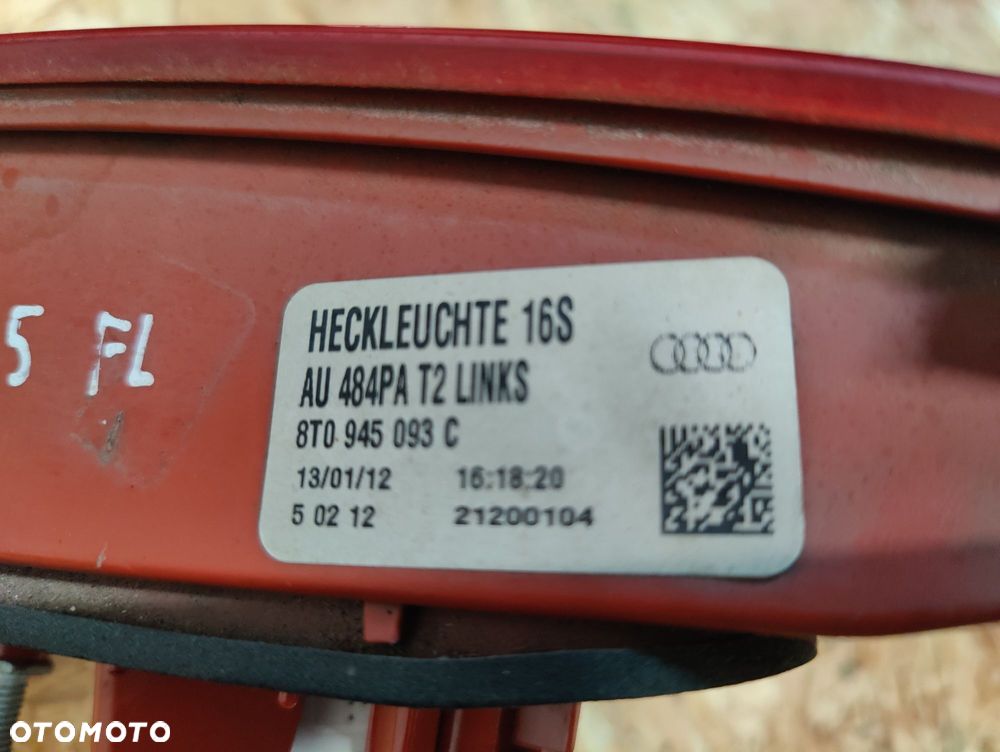 5 FL
HECKLEUCHTE 16S
AU 484PA T2 LINKS
8T0 945 093 C
13/01/12 16:18:20
5 02 12 21200104
OTOMOTO